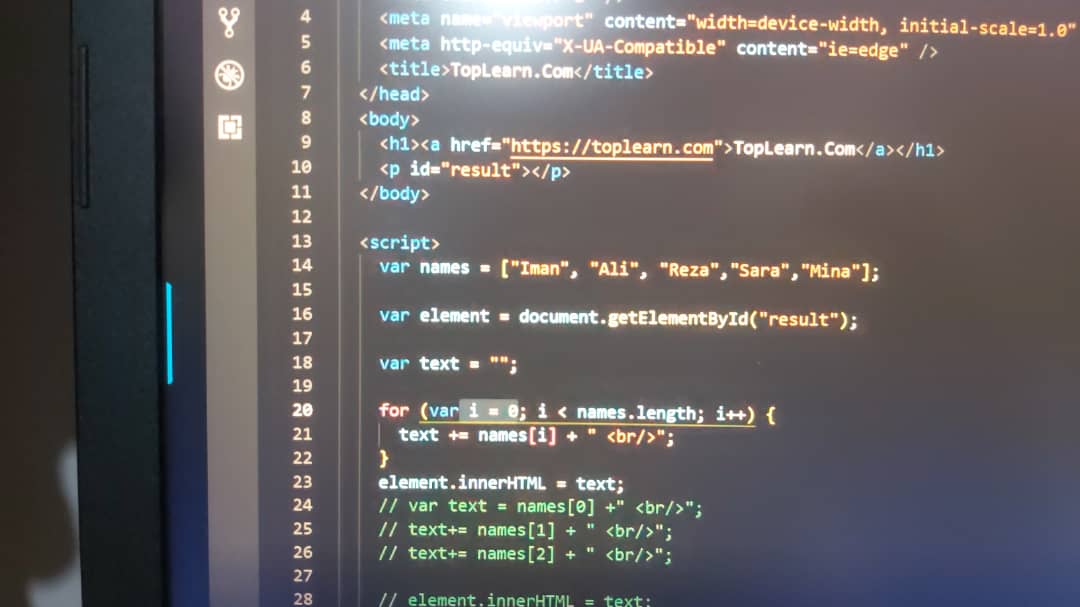 4 <meta name="viewport" content="width=device-width, initial-scale=1.0"
5 <meta http-equiv="X-UA-Compatible" content="ie=edge" />
6 <title>TopLearn.Com</title>
7 </head>
8 <body>
9 <h1><a href="https://toplearn.com">TopLearn.Com</a></h1>
10 <p id="result"></p>
11 </body>
12
13 <script>
14 var names = ["Iman", "Ali", "Reza","Sara","Mina"];
15
16 var element = document.getElementById("result");
17
18 var text = "";
19
20 for (var i = 0; i < names.length; i++) {
21 text += names[i] + " <br/>";
22 }
23 element.innerHTML = text;
24 // var text = names[0] +" <br/>";
25 // text+= names[1] + " <br/>";
26 // text+= names[2] + " <br/>";
27
28 // element.innerHTML = text;